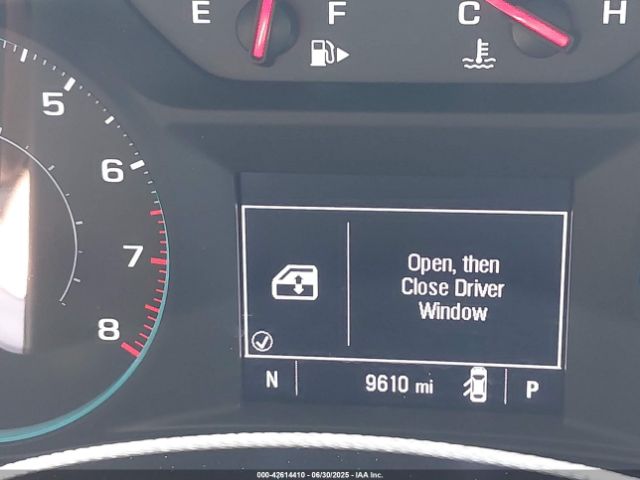 E F C H
5
6
7
8
Open, then
Close Driver
Window
N 9610 mi P
000-42614410 - 06/30/2025 - IAA Inc.